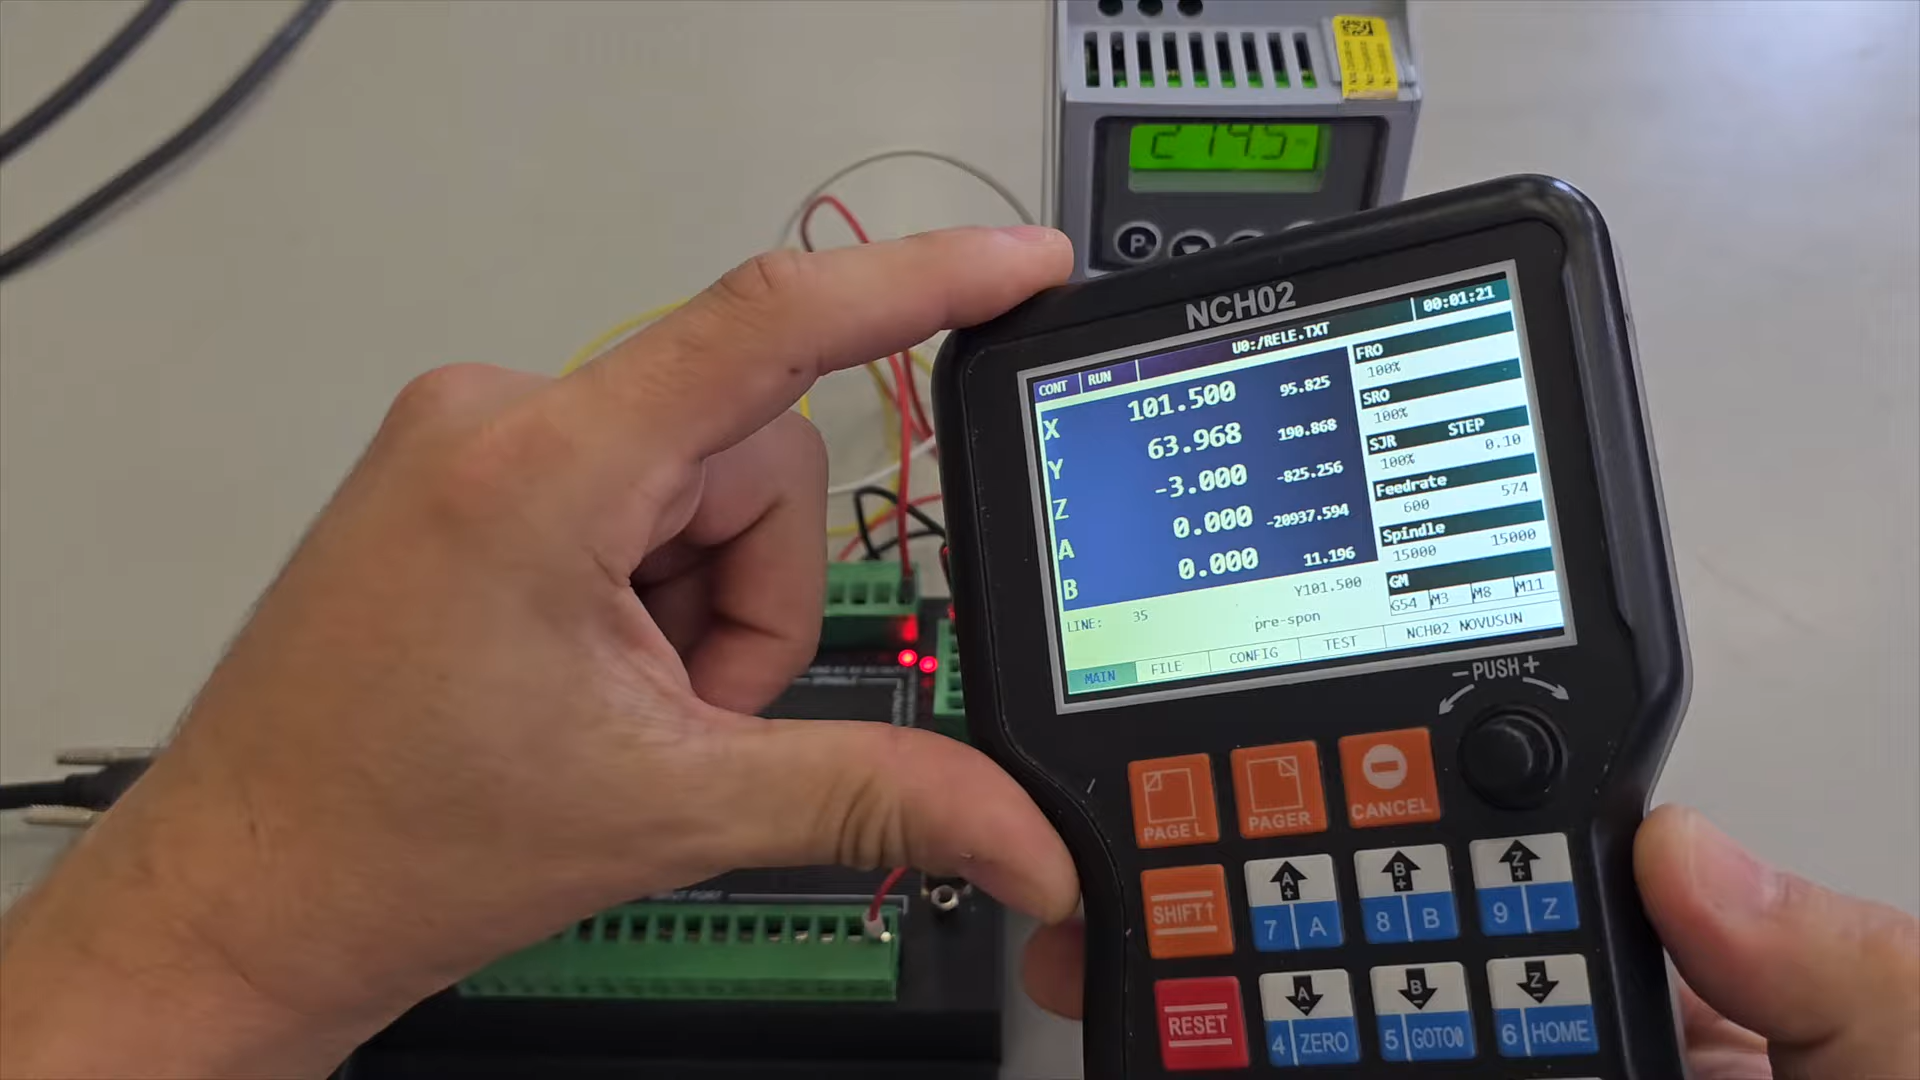 274.5
P
NCH02
U0:/RELE.TXT
00:01:21
CONT RUN
X 101.500 95.825
Y 63.968 190.868
Z -3.000 -825.256
A 0.000 -20937.594
B 0.000 11.196
FRO
100%
SRO
100%
SJR STEP
100% 0.10
Feedrate
600 574
Spindle
15000 15000
GM
G54 M3 M8 M11
LINE: 35 Y101.500
pre-spon
MAIN FILE CONFIG TEST NCH02 NOVUSUN
- PUSH +
PAGE L
PAGER
CANCEL
SHIFT↑
A+
7 A
B+
8 B
Z+
9 Z
RESET
A-
4 ZERO
B-
5 GOTO0
Z-
6 HOME